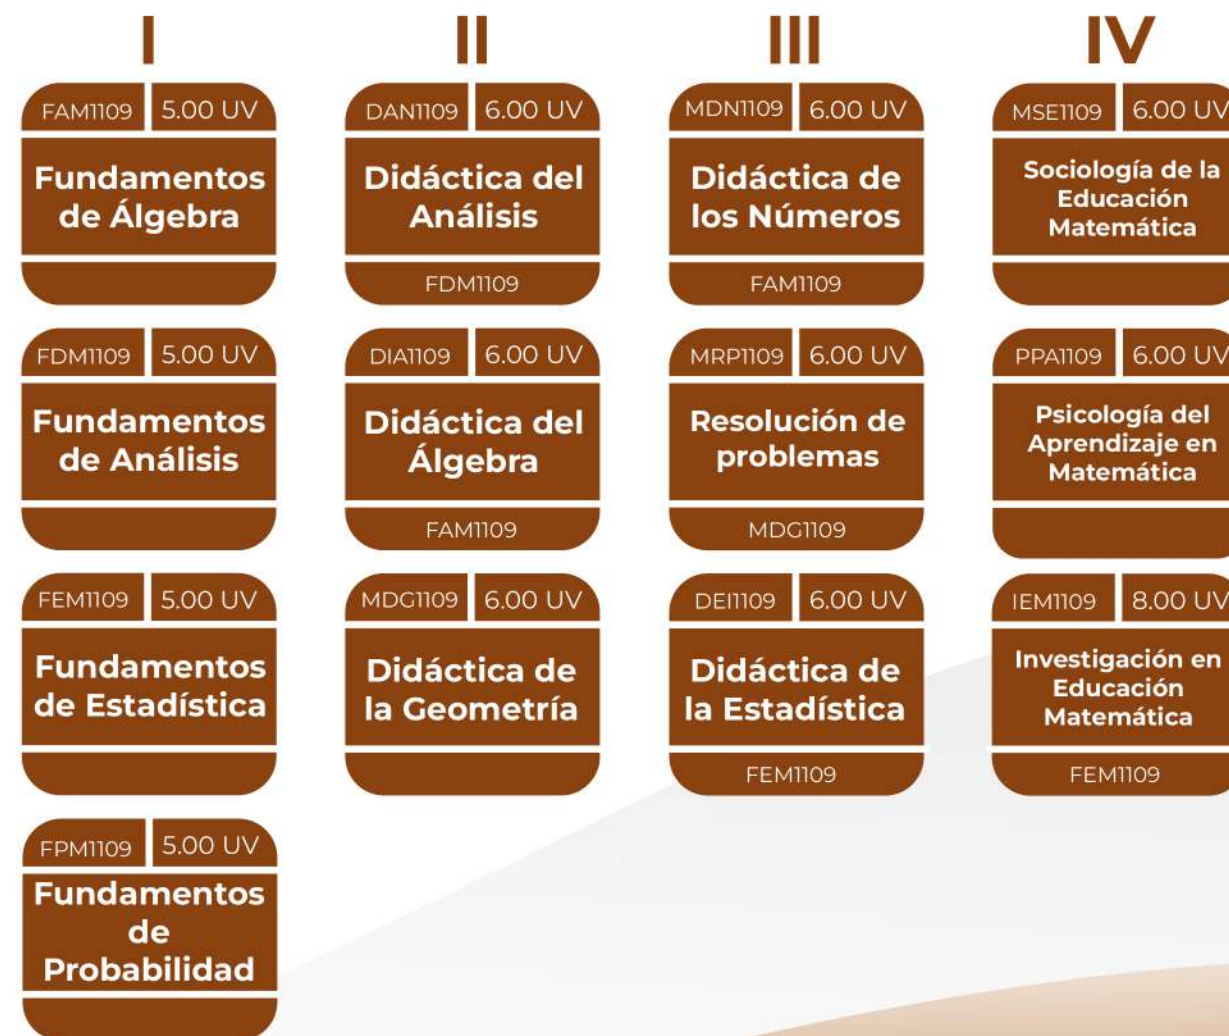 I
FAM1109 5.00 UV
Fundamentos
de Álgebra
FDM1109 5.00 UV
Fundamentos
de Análisis
FEM1109 5.00 UV
Fundamentos
de Estadística
FPM1109 5.00 UV
Fundamentos
de
Probabilidad
II
DAN1109 6.00 UV
Didáctica del
Análisis
FDM1109
DIA1109 6.00 UV
Didáctica del
Álgebra
FAM1109
MDG1109 6.00 UV
Didáctica de
la Geometría
III
MDN1109 6.00 UV
Didáctica de
los Números
FAM1109
MRP1109 6.00 UV
Resolución de
problemas
MDG1109
DEI1109 6.00 UV
Didáctica de
la Estadística
FEM1109
IV
MSE1109 6.00 UV
Sociología de la
Educación
Matemática
PPA1109 6.00 UV
Psicología del
Aprendizaje en
Matemática
IEM1109 8.00 UV
Investigación en
Educación
Matemática
FEM1109